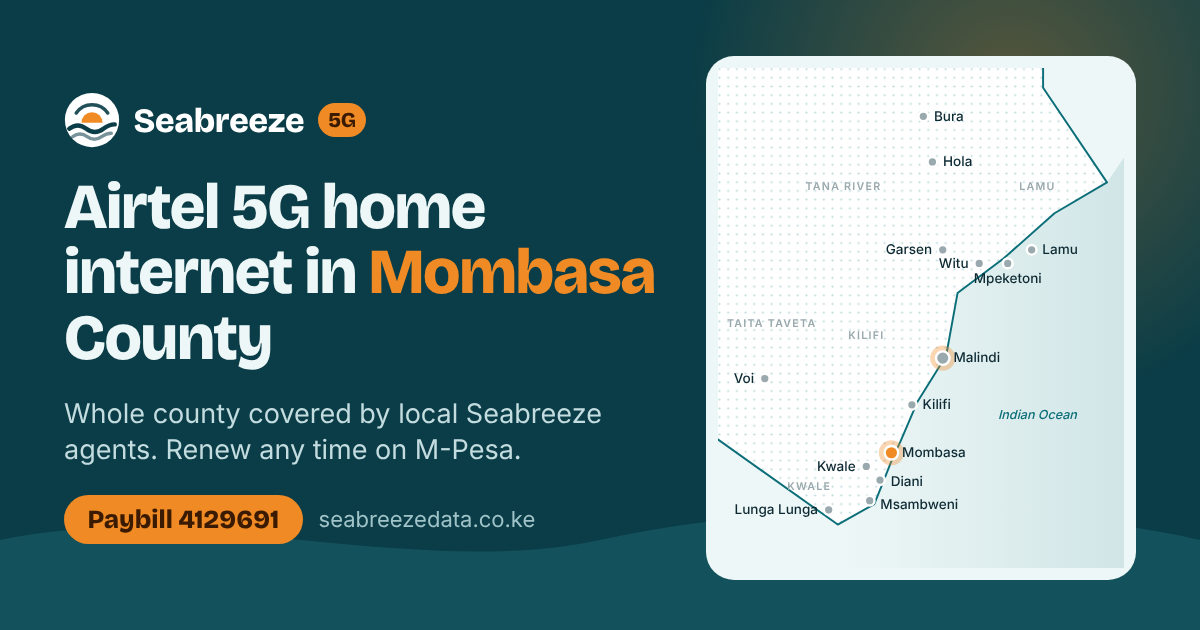 Seabreeze 5G
Airtel 5G home
internet in Mombasa
County
Whole county covered by local Seabreeze
agents. Renew any time on M-Pesa.
Paybill 4129691 seabreezedata.co.ke
Bura
Hola
TANA RIVER LAMU
Garsen Lamu
Witu
Mpeketoni
TAITA TAVETA
KILIFI
Malindi
Voi
Kilifi
Indian Ocean
Mombasa
Kwale
Diani
KWALE
Msambweni
Lunga Lunga